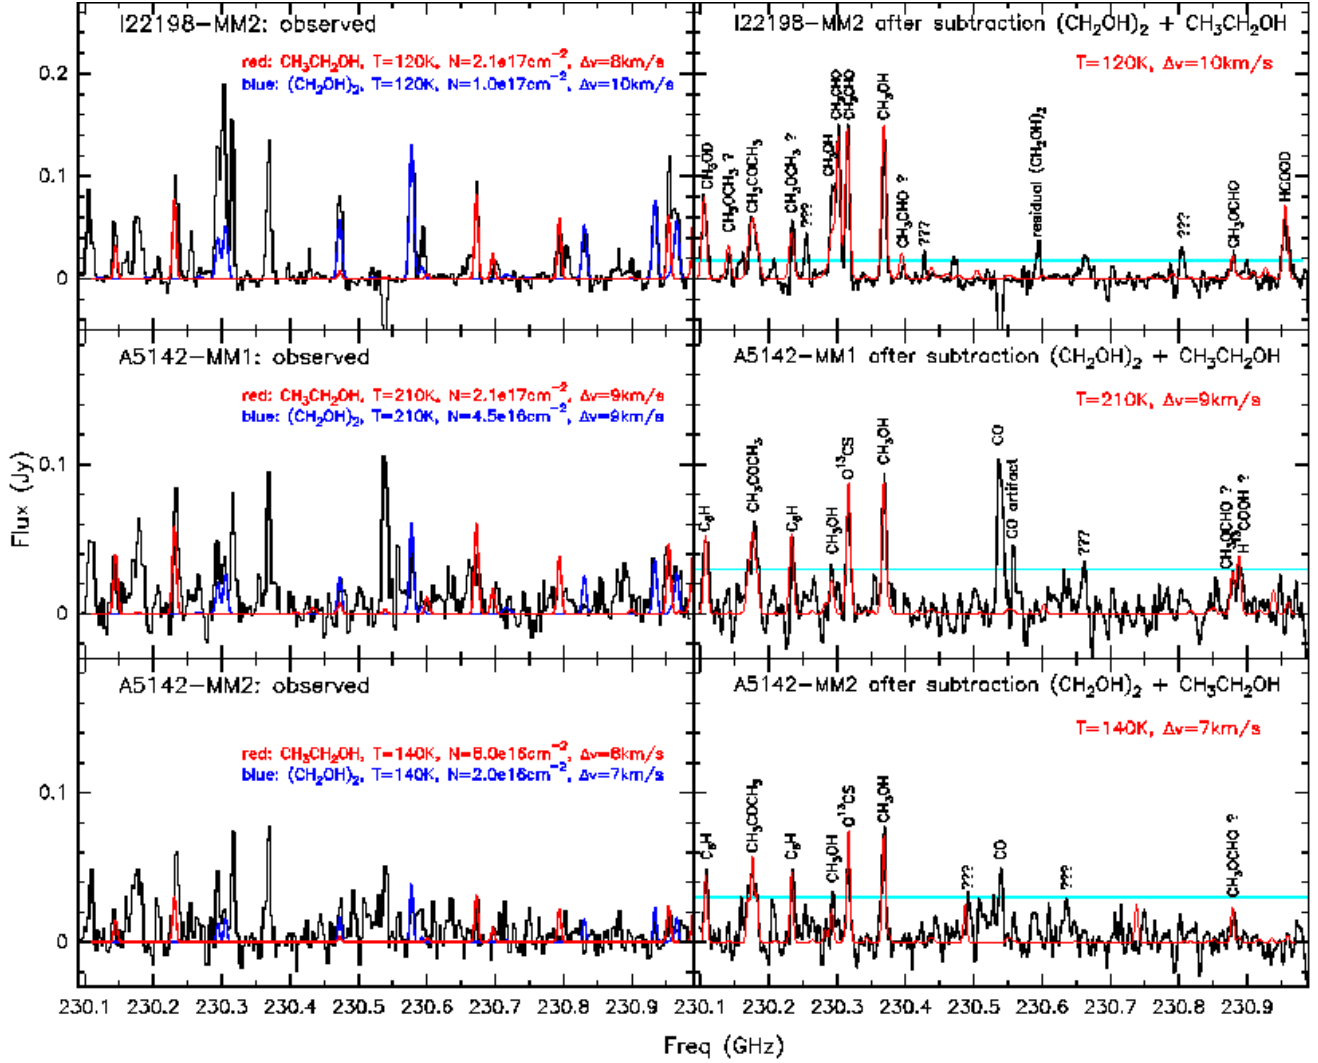 I22198-MM2: observed
red: CH₃CH₂OH, T=120K, N=2.1e17cm⁻², Δv=8km/s
blue: (CH₂OH)₂, T=120K, N=1.0e17cm⁻², Δv=10km/s
0.2
0.1
0
I22198-MM2 after subtraction (CH₂OH)₂ + CH₃CH₂OH
T=120K, Δv=10km/s
CH₃OD
CH₃OCH₃ ?
CH₃COCH₃
CH₃OCH₃ ?
???
CH₃OH
CH₃CHO
CH₃CHO
CH₃OH
CH₃CHO ?
???
residual (CH₂OH)₂
???
CH₃OCHO
HCOOD
A5142-MM1: observed
red: CH₃CH₂OH, T=210K, N=2.1e17cm⁻², Δv=9km/s
blue: (CH₂OH)₂, T=210K, N=4.5e16cm⁻², Δv=9km/s
0.1
0
A5142-MM1 after subtraction (CH₂OH)₂ + CH₃CH₂OH
T=210K, Δv=9km/s
CH₃COCH₃
O¹³CS
CH₃OH
CH₃OH
CO
CO artifact
???
CH₃OCHO ?
H¹³COOH ?
A5142-MM2: observed
red: CH₃CH₂OH, T=140K, N=6.0e16cm⁻², Δv=6km/s
blue: (CH₂OH)₂, T=140K, N=2.0e16cm⁻², Δv=7km/s
0.1
0
A5142-MM2 after subtraction (CH₂OH)₂ + CH₃CH₂OH
T=140K, Δv=7km/s
CH₃COCH₃
CH₃OH
O¹³CS
CH₃OH
???
CO
???
CH₃OCHO ?
Flux (Jy)
230.1 230.2 230.3 230.4 230.5 230.6 230.7 230.8 230.9 230.1 230.2 230.3 230.4 230.5 230.6 230.7 230.8 230.9
Freq (GHz)